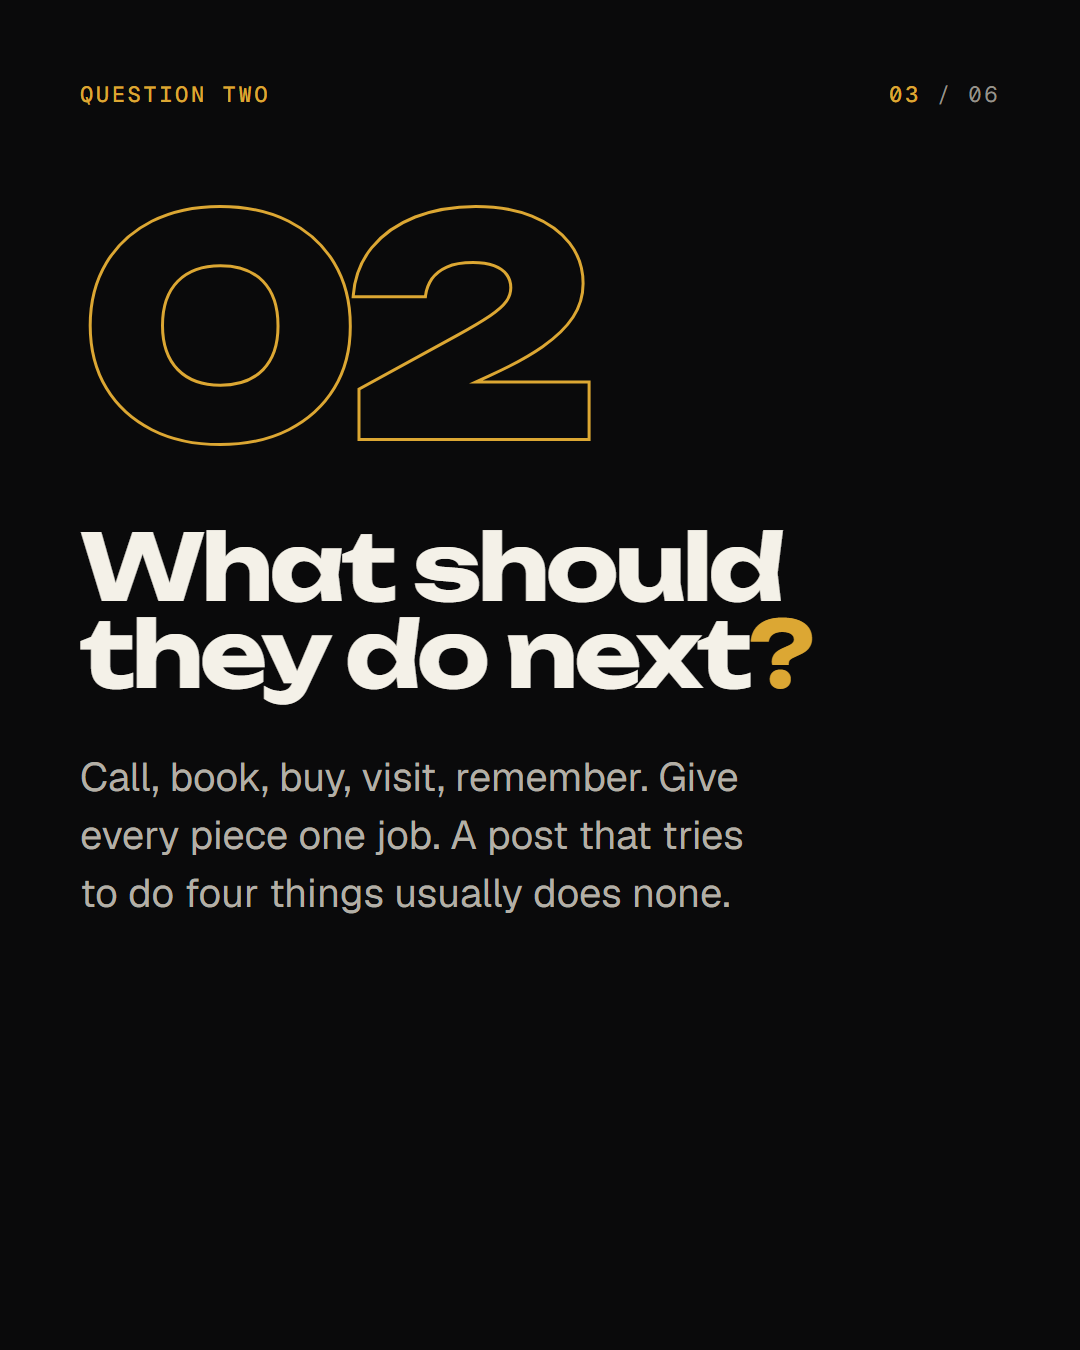 QUESTION TWO
03 / 06
02
What should
they do next?
Call, book, buy, visit, remember. Give
every piece one job. A post that tries
to do four things usually does none.